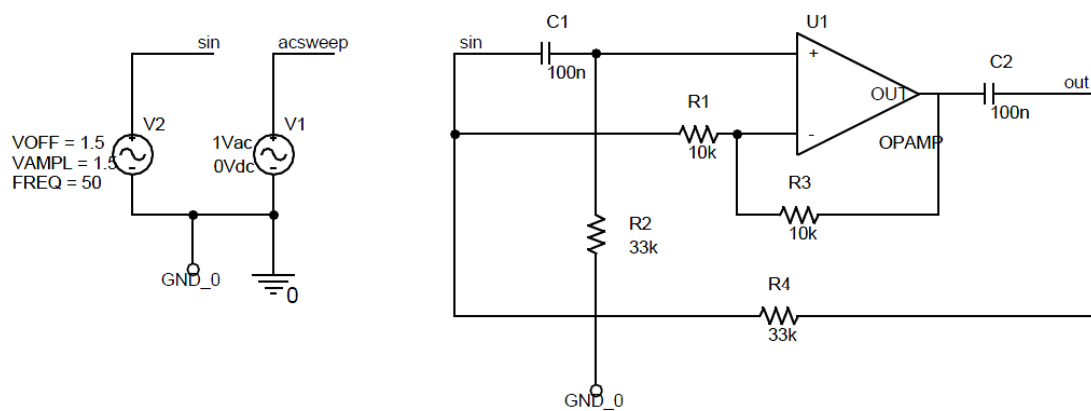 sin
acsweep
V2
V1
VOFF = 1.5
VAMPL = 1.5
FREQ = 50
1Vac
0Vdc
+
-
+
-
GND_0
0
sin
C1
100n
U1
+
-
OUT
OPAMP
C2
100n
out
R1
10k
R3
10k
R2
33k
R4
33k
GND_0